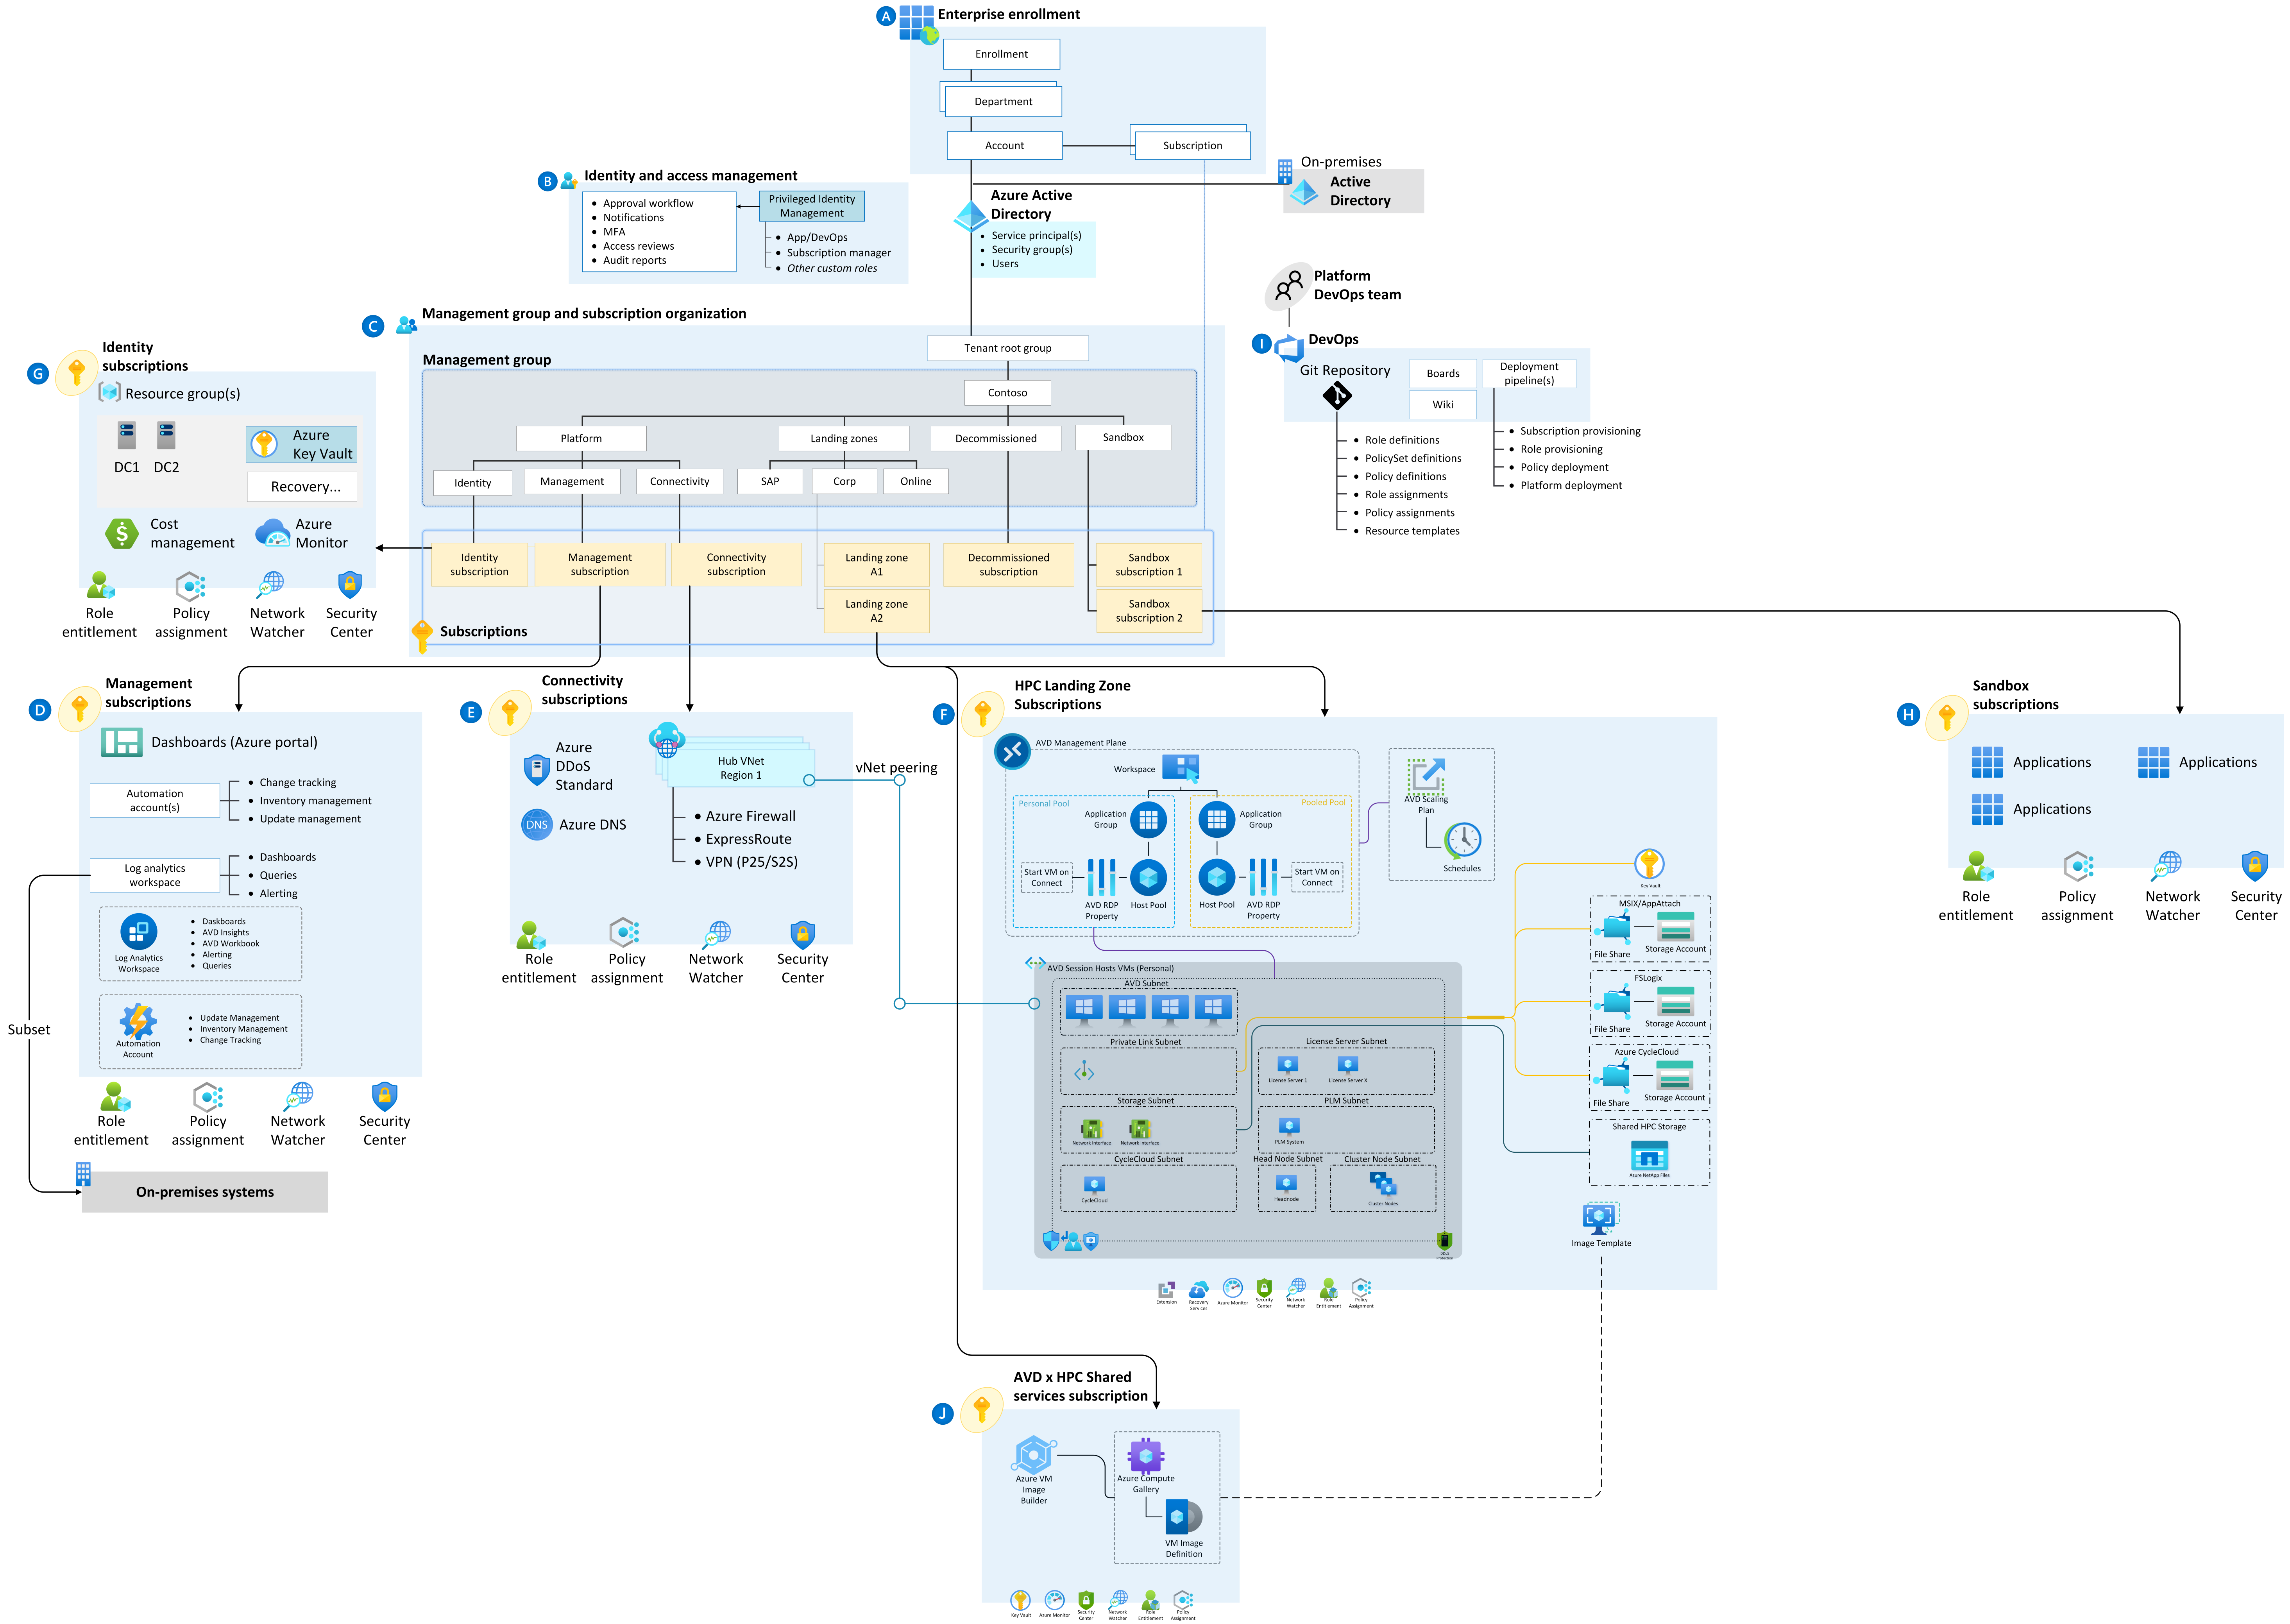 A
Enterprise enrollment
Enrollment
Department
Account
Subscription
On-premises
Active
Directory
B
Identity and access management
Approval workflow
Notifications
MFA
Access reviews
Audit reports
Privileged Identity
Management
App/DevOps
Subscription manager
Other custom roles
Azure Active
Directory
Service principal(s)
Security group(s)
Users
Platform
DevOps team
I
DevOps
Git Repository
Boards
Wiki
Deployment
pipeline(s)
Role definitions
PolicySet definitions
Policy definitions
Role assignments
Policy assignments
Resource templates
Subscription provisioning
Role provisioning
Policy deployment
Platform deployment
C
Management group and subscription organization
Management group
Tenant root group
Contoso
Platform
Landing zones
Decommissioned
Sandbox
Identity
Management
Connectivity
SAP
Corp
Online
Identity
subscription
Management
subscription
Connectivity
subscription
Landing zone
A1
Landing zone
A2
Decommissioned
subscription
Sandbox
subscription 1
Sandbox
subscription 2
Subscriptions
G
Identity
subscriptions
Resource group(s)
DC1
DC2
Azure
Key Vault
Recovery...
Cost
management
Azure
Monitor
Role
entitlement
Policy
assignment
Network
Watcher
Security
Center
D
Management
subscriptions
Dashboards (Azure portal)
Automation
account(s)
Change tracking
Inventory management
Update management
Log analytics
workspace
Dashboards
Queries
Alerting
Log Analytics
Workspace
Daskboards
AVD Insights
AVD Workbook
Alerting
Queries
Automation
Account
Update Management
Inventory Management
Change Tracking
Role
entitlement
Policy
assignment
Network
Watcher
Security
Center
Subset
On-premises systems
E
Connectivity
subscriptions
Azure
DDoS
Standard
Azure DNS
DNS
Hub VNet
Region 1
Azure Firewall
ExpressRoute
VPN (P25/S2S)
vNet peering
Role
entitlement
Policy
assignment
Network
Watcher
Security
Center
F
HPC Landing Zone
Subscriptions
AVD Management Plane
Workspace
Personal Pool
Pooled Pool
Application
Group
Application
Group
Start VM on
Connect
AVD RDP
Property
Host Pool
Host Pool
AVD RDP
Property
Start VM on
Connect
AVD Scaling
Plan
Schedules
AVD Session Hosts VMs (Personal)
AVD Subnet
Private Link Subnet
License Server Subnet
License Server 1
License Server X
Storage Subnet
Network Interface
Network Interface
PLM Subnet
PLM System
CycleCloud Subnet
CycleCloud
Head Node Subnet
Headnode
Cluster Node Subnet
Cluster Nodes
Key Vault
MSIX/AppAttach
File Share
Storage Account
FSLogix
File Share
Storage Account
Azure CycleCloud
File Share
Storage Account
Shared HPC Storage
Azure NetApp Files
Image Template
Extension
Recovery
Services
Azure Monitor
Security
Center
Network
Watcher
Role
Entitlement
Policy
Assignment
H
Sandbox
subscriptions
Applications
Applications
Applications
Role
entitlement
Policy
assignment
Network
Watcher
Security
Center
J
AVD x HPC Shared
services subscription
Azure VM
Image
Builder
Azure Compute
Gallery
VM Image
Definition
Key Vault
Azure Monitor
Security
Center
Network
Watcher
Role
Entitlement
Policy
Assignment